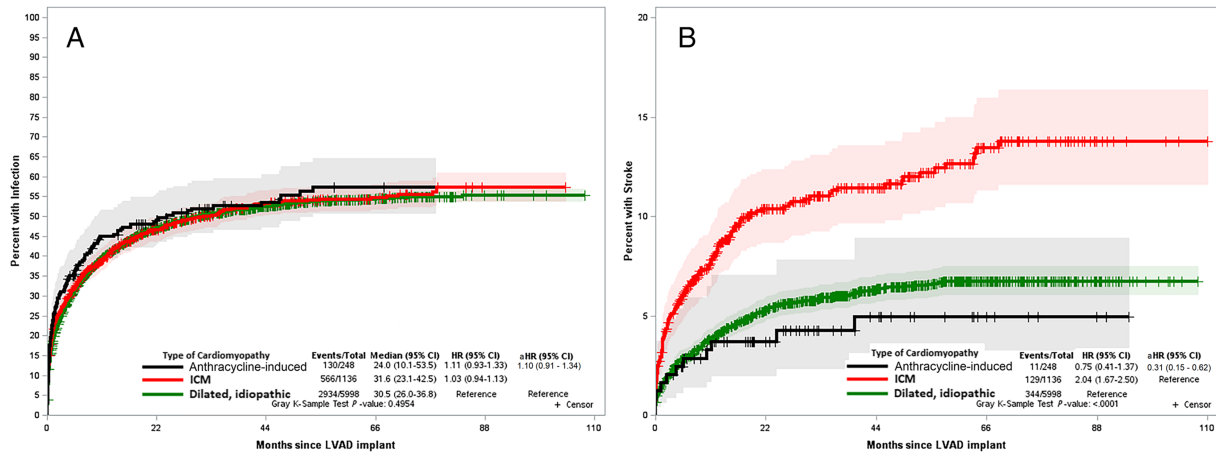 A
Percent with Infection
100
95
90
85
80
75
70
65
60
55
50
45
40
35
30
25
20
15
10
5
0
Type of Cardiomyopathy Events/Total Median (95% CI) HR (95% CI) aHR (95% CI)
Anthracycline-induced 130/248 24.0 (10.1-53.5) 1.11 (0.93-1.33) 1.10 (0.91 - 1.34)
ICM 566/1136 31.6 (23.1-42.5) 1.03 (0.94-1.13) Reference
Dilated, idiopathic 2934/5998 30.5 (26.0-36.8) Reference Reference
Gray K-Sample Test P -value: 0.4954 + Censor
0 22 44 66 88 110
Months since LVAD implant
B
Percent with Stroke
20
15
10
5
0
Type of Cardiomyopathy Events/Total HR (95% CI) aHR (95% CI)
Anthracycline-induced 11/248 0.75 (0.41-1.37) 0.31 (0.15 - 0.62)
ICM 129/1136 2.04 (1.67-2.50) Reference
Dilated, idiopathic 344/5998 Reference Reference
Gray K-Sample Test P -value: <.0001 + Censor
0 22 44 66 88 110
Months since LVAD implant